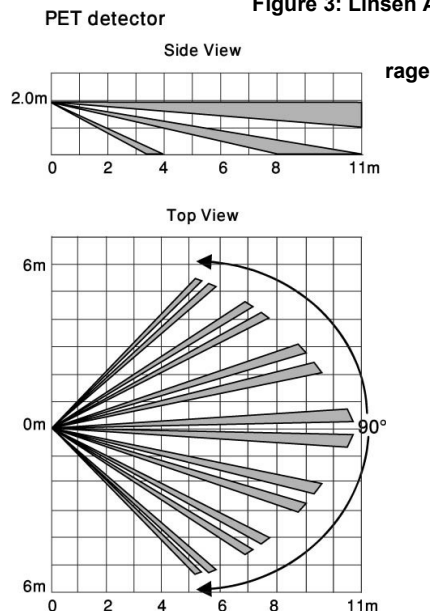 Figure 3: Linsen A
PET detector
Side View
rage
2.0m
0 2 4 6 8 11m
Top View
6m
0m
90°
6m
0 2 4 6 8 11m